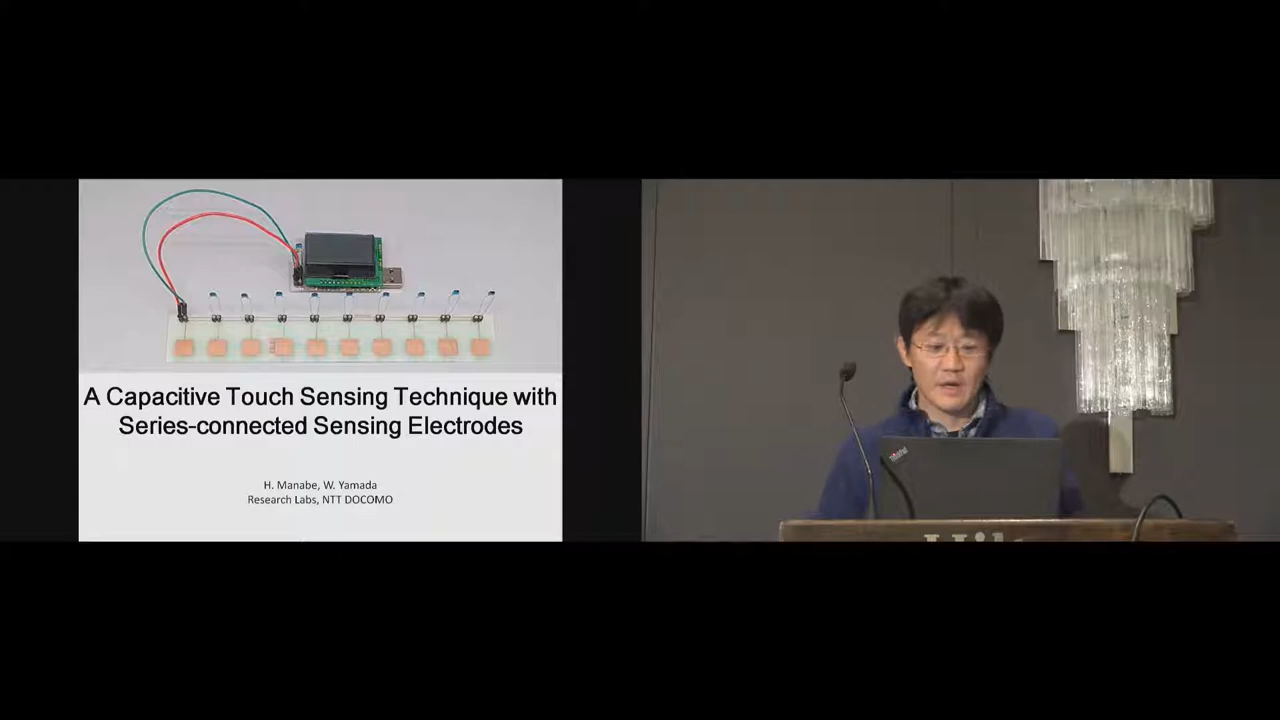 A Capacitive Touch Sensing Technique with
Series-connected Sensing Electrodes
H. Manabe, W. Yamada
Research Labs, NTT DOCOMO